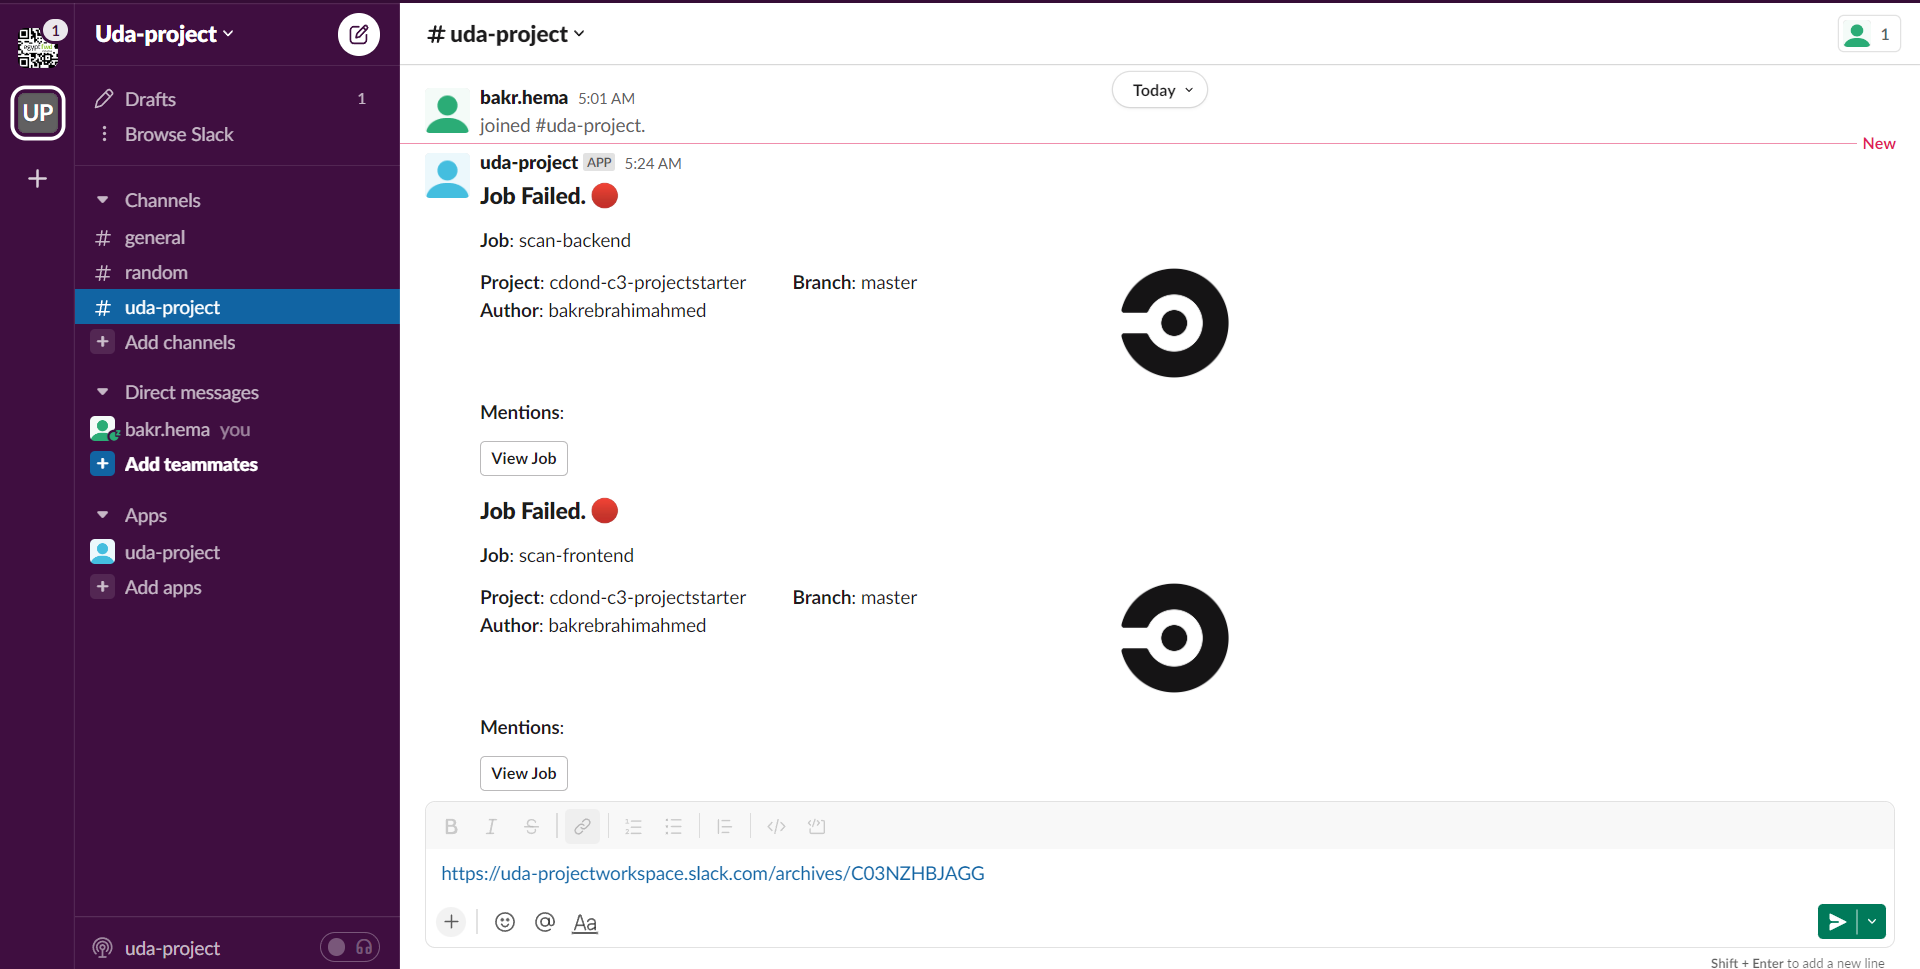 1
UP
Uda-project
Drafts 1
Browse Slack
Channels
# general
# random
# uda-project
+ Add channels
Direct messages
bakr.hema you
+ Add teammates
Apps
uda-project
+ Add apps
uda-project
# uda-project
1
Today
bakr.hema 5:01 AM
joined #uda-project.
New
uda-project APP 5:24 AM
Job Failed.
Job: scan-backend
Project: cdond-c3-projectstarter Branch: master
Author: bakrebrahimahmed
Mentions:
View Job
Job Failed.
Job: scan-frontend
Project: cdond-c3-projectstarter Branch: master
Author: bakrebrahimahmed
Mentions:
View Job
B I S
https://uda-projectworkspace.slack.com/archives/C03NZHBJAGG
+ @ Aa
Shift + Enter to add a new line